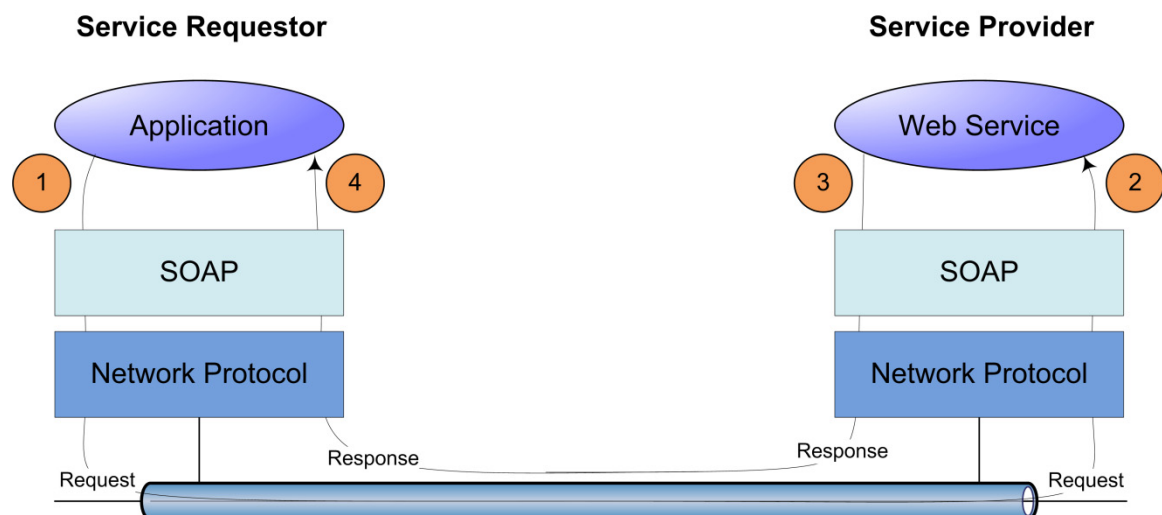 Service Requestor
Service Provider
Application
Web Service
1
4
3
2
SOAP
SOAP
Network Protocol
Network Protocol
Response
Response
Request
Request